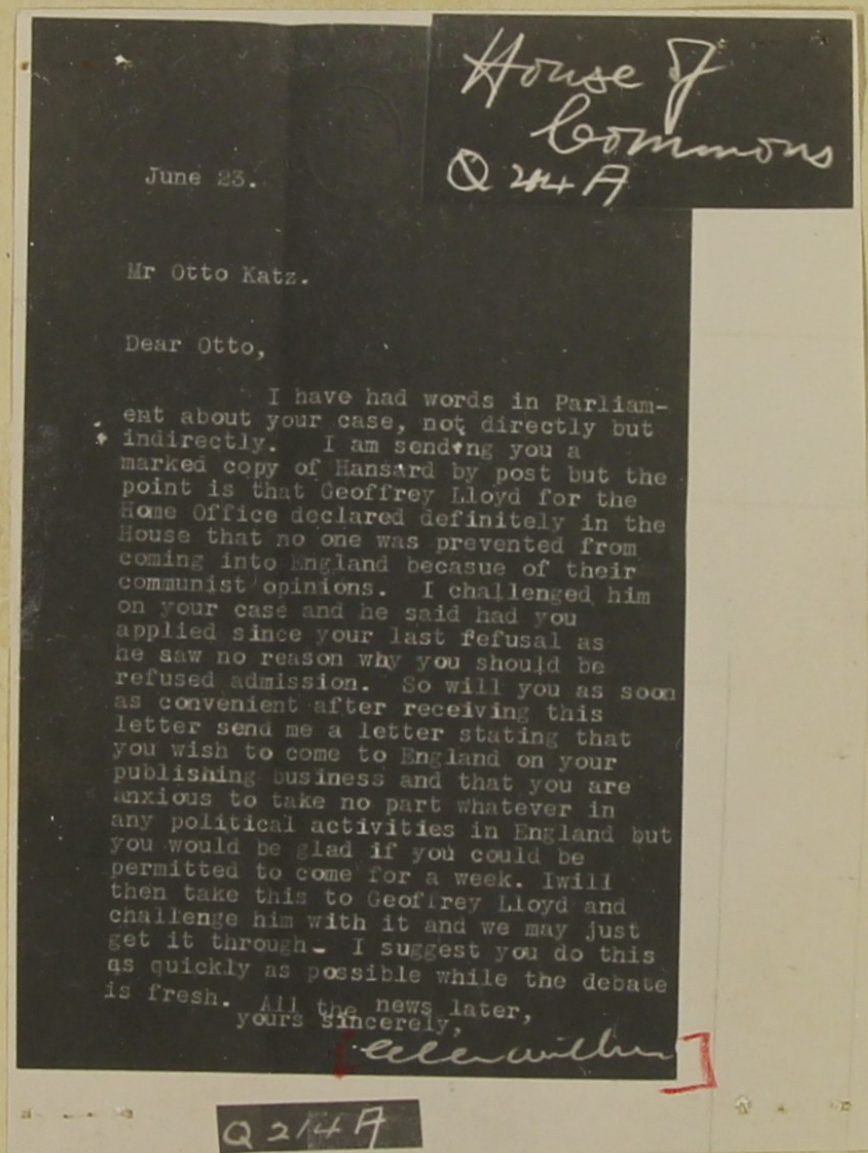 House of
Commons
Q 214 A
June 23.
Mr Otto Katz.
Dear Otto,
I have had words in Parliam-
ent about your case, not directly but
indirectly. I am sending you a
marked copy of Hansard by post but the
point is that Geoffrey Lloyd for the
Home Office declared definitely in the
House that no one was prevented from
coming into England becasue of their
communist opinions. I challenged him
on your case and he said had you
applied since your last refusal as
he saw no reason why you should be
refused admission. So will you as soon
as convenient after receiving this
letter send me a letter stating that
you wish to come to England on your
publishing business and that you are
anxious to take no part whatever in
any political activities in England but
you would be glad if you could be
permitted to come for a week. Iwill
then take this to Geoffrey Lloyd and
challenge him with it and we may just
get it through. I suggest you do this
as quickly as possible while the debate
is fresh. All the news later,
yours sincerely,
Q 214 A